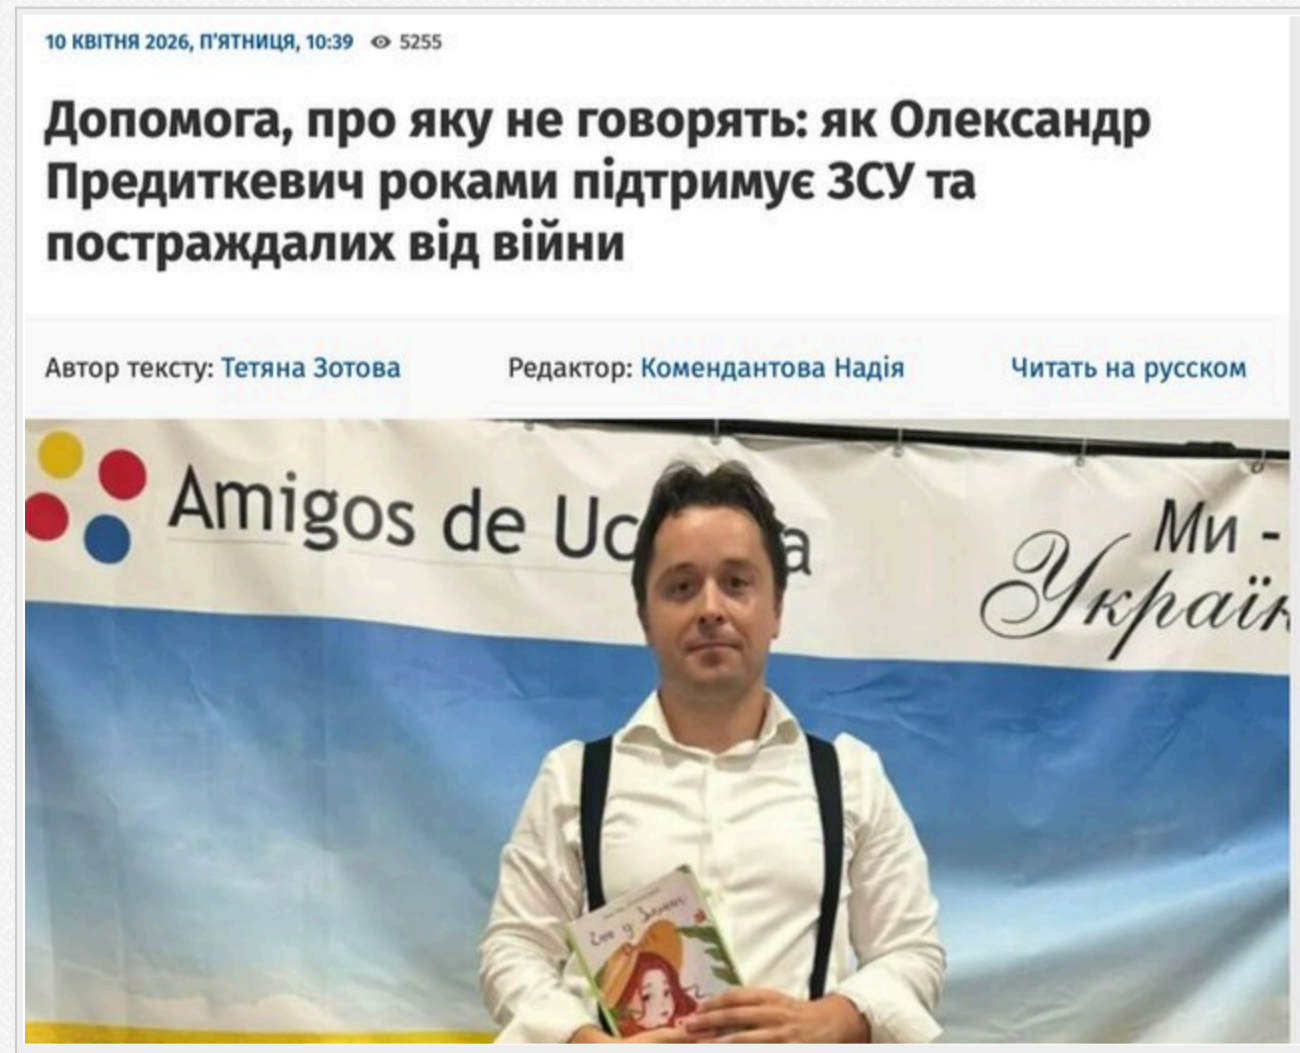 10 КВІТНЯ 2026, П'ЯТНИЦЯ, 10:39 5255
Допомога, про яку не говорять: як Олександр
Предиткевич роками підтримує ЗСУ та
постраждалих від війни
Автор тексту: Тетяна Зотова Редактор: Комендантова Надія Читать на русском
Amigos de Uc a
Ми -
Україн